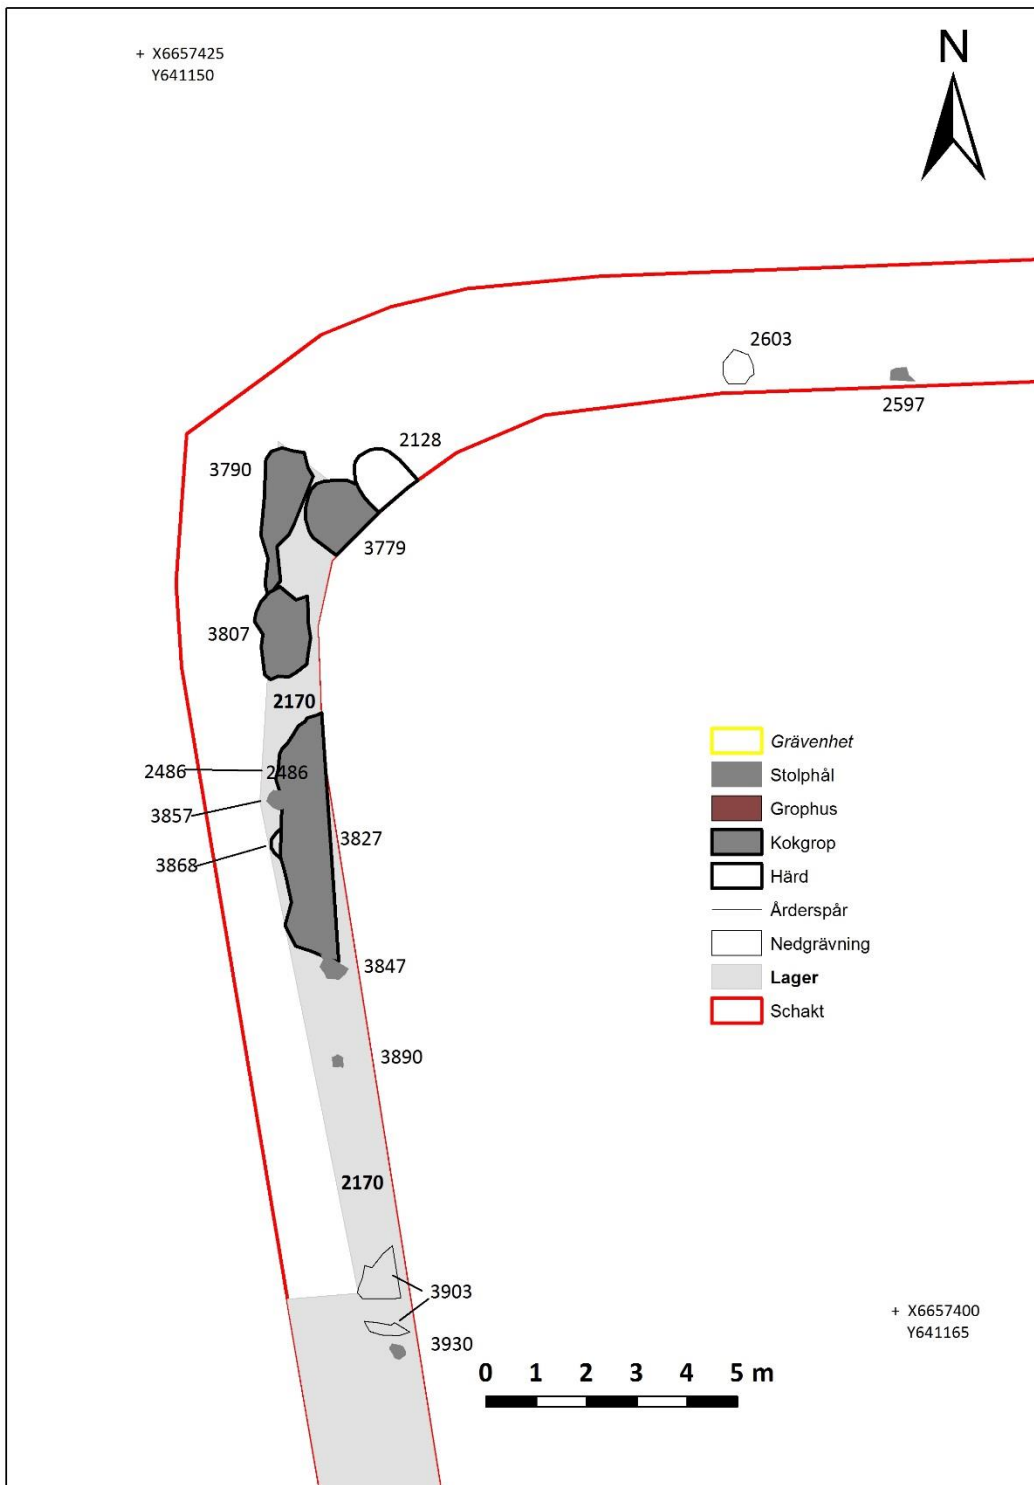 + X6657425
Y641150
N
2603
2597
2128
3790
3779
3807
2170
2486
2486
3857
3827
3868
3847
3890
2170
3903
3930
Grävenhet
Stolphål
Grophus
Kokgrop
Härd
Årderspår
Nedgrävning
Lager
Schakt
+ X6657400
Y641165
0 1 2 3 4 5 m